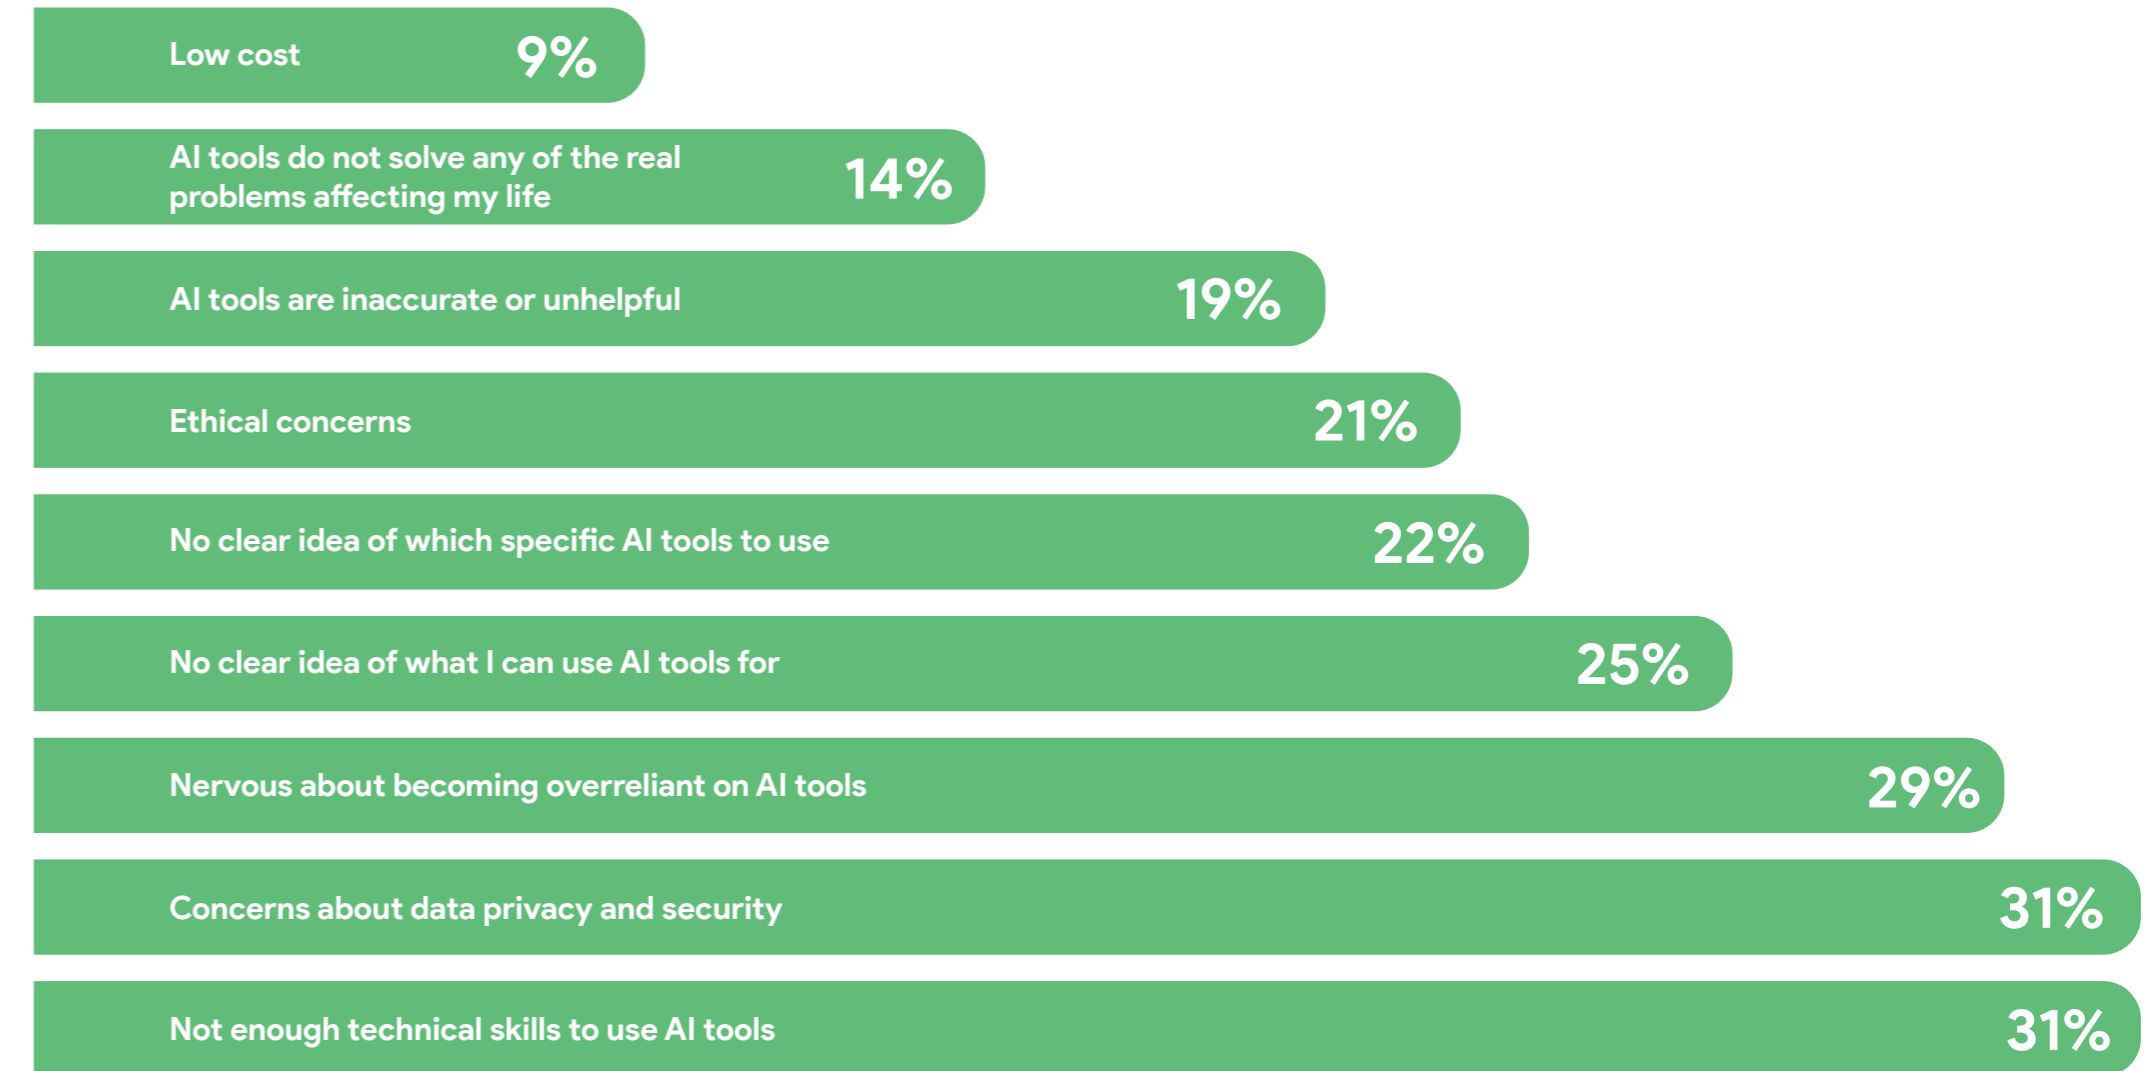 Low cost 9%
AI tools do not solve any of the real
problems affecting my life 14%
AI tools are inaccurate or unhelpful 19%
Ethical concerns 21%
No clear idea of which specific AI tools to use 22%
No clear idea of what I can use AI tools for 25%
Nervous about becoming overreliant on AI tools 29%
Concerns about data privacy and security 31%
Not enough technical skills to use AI tools 31%